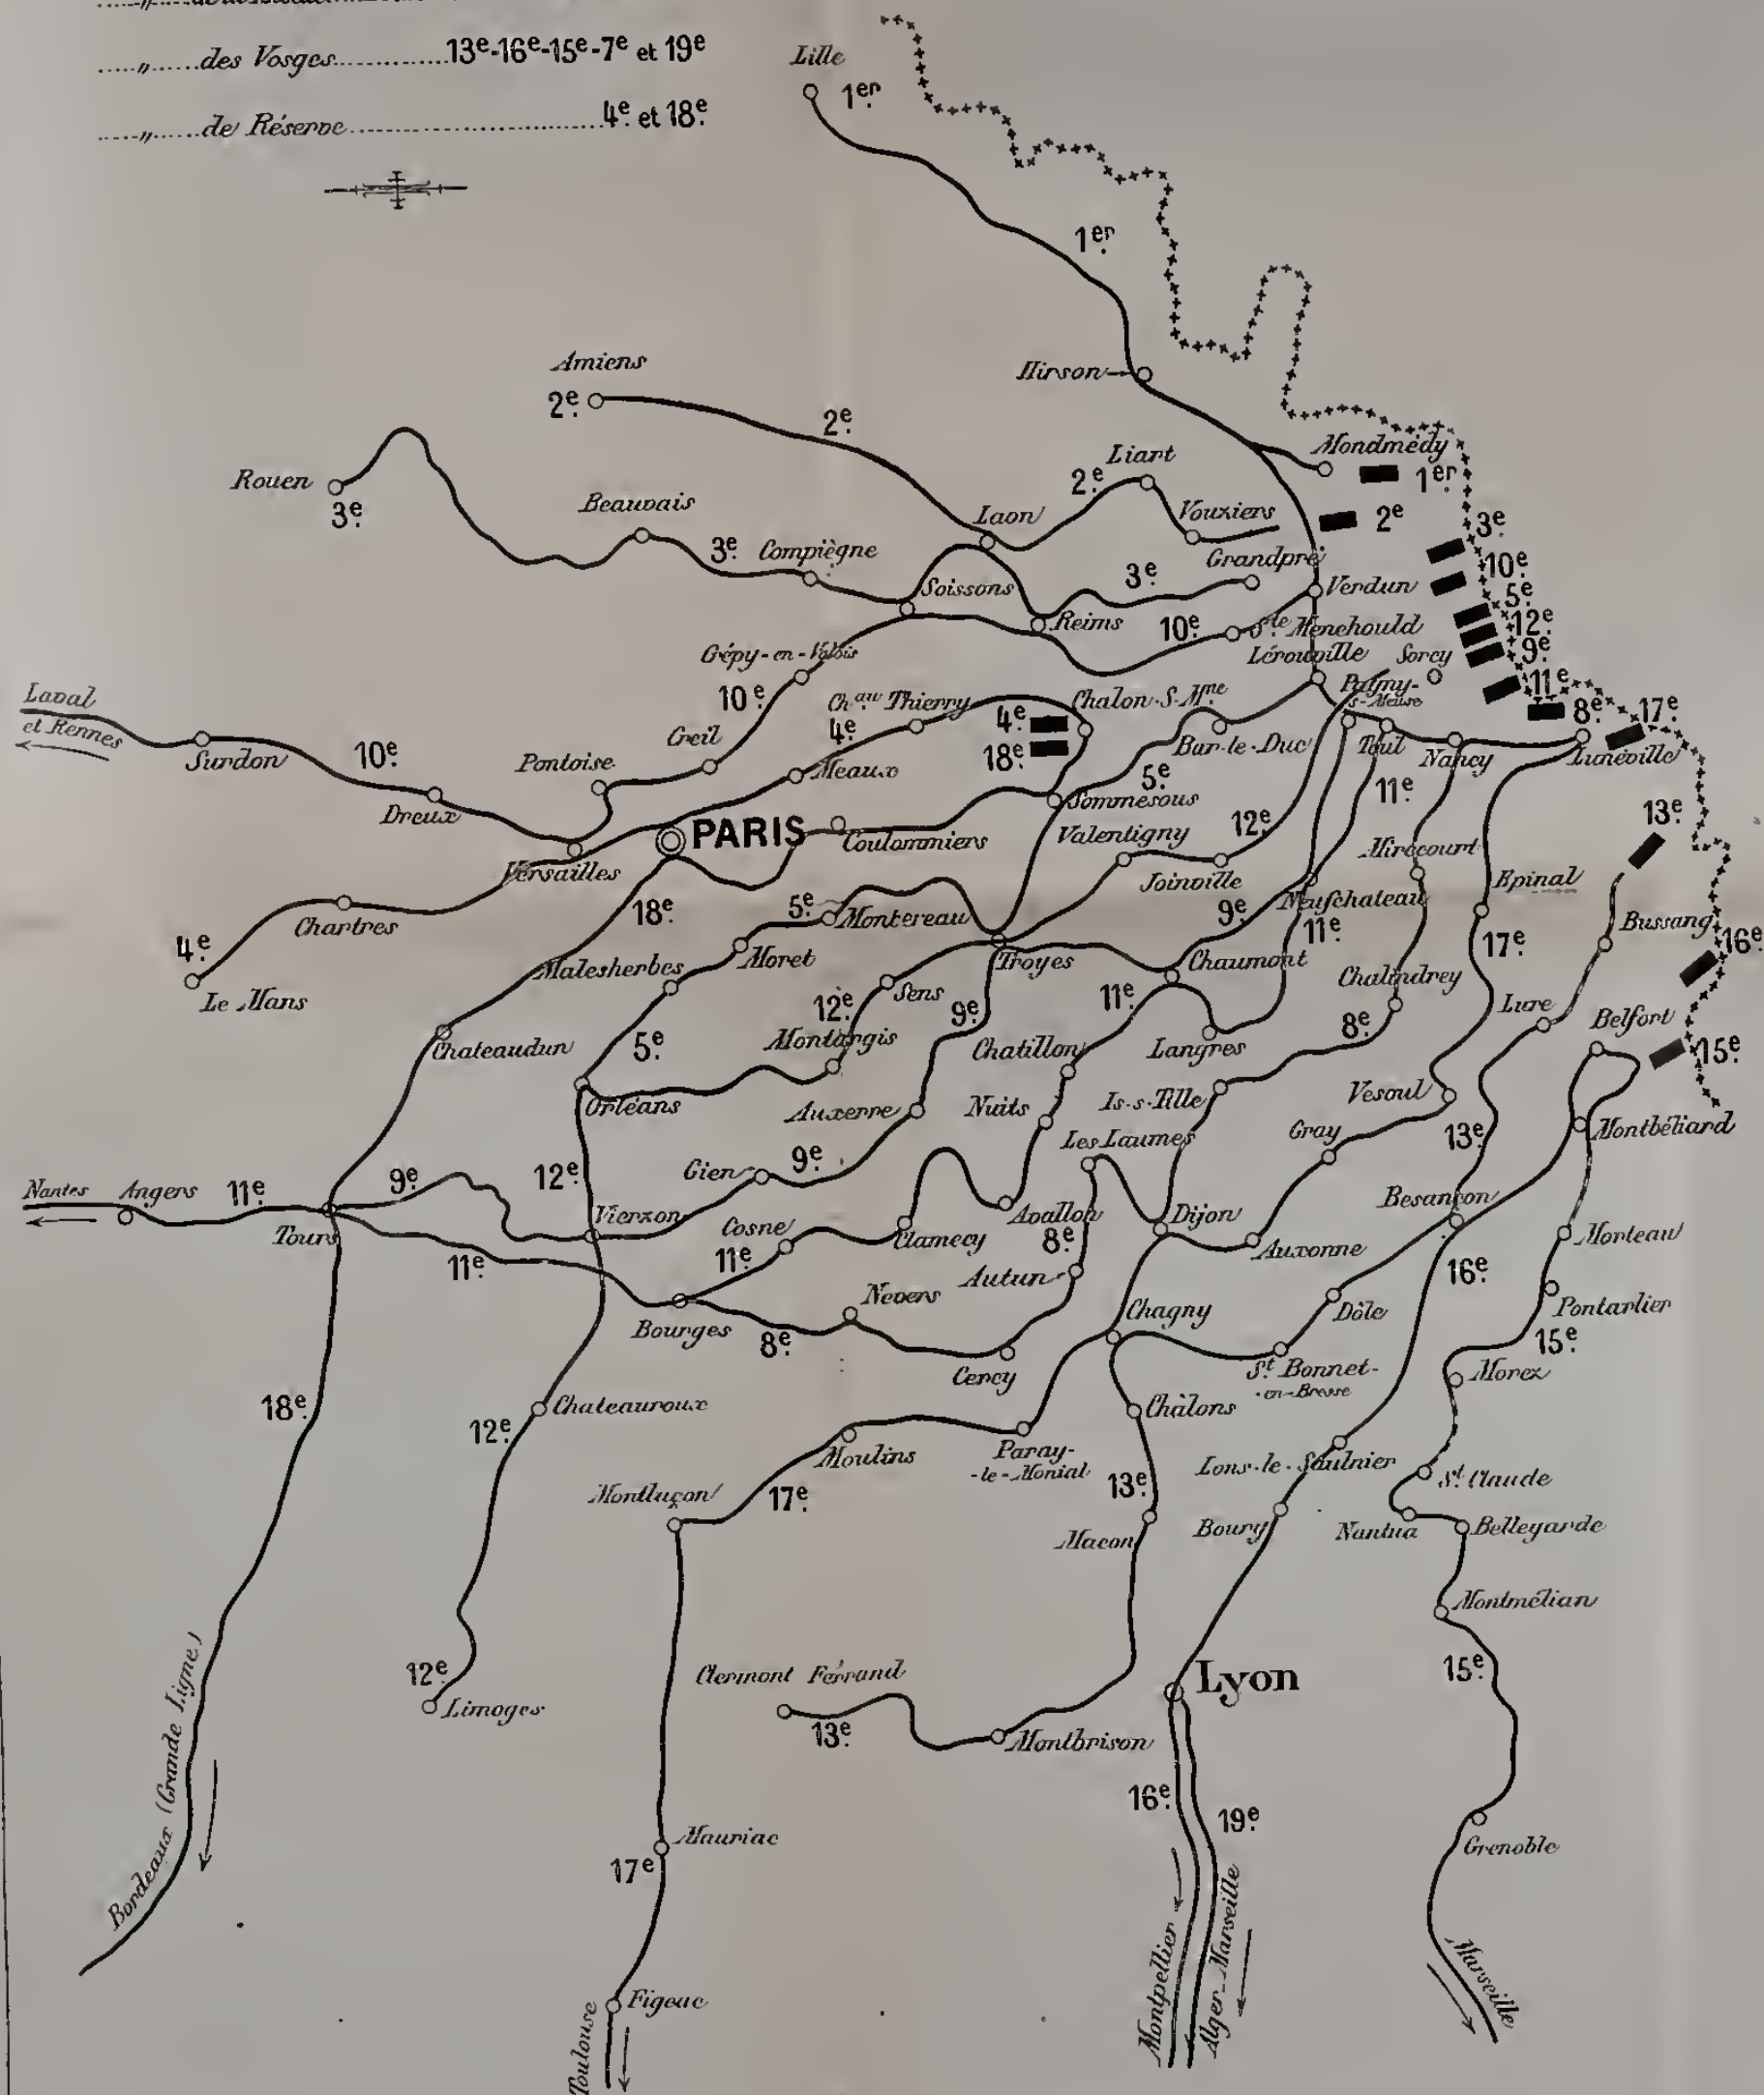 .....„......des Vosges..............13e-16e-15e-7e et 19e
.....„......de Réserve..............................4e et 18e
Lille
1er
1er
Hirson
Amiens
2e
2e
Mondmédy
1er
Rouen
3e
Beauvais
Liart
2e
Laon
Vouziers
2e
3e
3e
Compiègne
Grandpré
10e
Soissons
3e
Verdun
5e
Reims
10e
Ste Menehould
12e
9e
Crépy-en-Valois
Lérouville
Sorcy
11e
10e
Chau Thierry
Chalon-S-Mne
Pagny-
s-Meuse
8e
17e
Laval
et Rennes
Surdon
10e
Creil
4e
4e
18e
Bar-le-Duc
Toul
Nancy
Lunéville
Pontoise
Meaux
5e
11e
Dreux
Sommesous
PARIS
Coulommiers
Valentigny
12e
Mirecourt
13e
Versailles
Joinville
Epinal
Chartres
18e
5e
Montereau
9e
Neufchateau
11e
17e
Bussang
16e
4e
Le Mans
Moret
Troyes
Chaumont
Malesherbes
Sens
Chalindrey
12e
9e
11e
Lure
Belfort
Chateaudun
5e
Montargis
Chatillon
Langres
8e
15e
Orléans
Auxerre
Nuits
Is-s-Tille
Vesoul
Les Laumes
Gray
13e
Montbéliard
Nantes
Angers
11e
9e
12e
Gien
9e
Tours
Vierzon
Cosne
Clamecy
Avallon
Dijon
Besançon
Morteau
11e
11e
8e
Auxonne
Autun
16e
Bourges
Nevers
Chagny
Dôle
Pontarlier
8e
Cercy
St Bonnet-
-en-Bresse
15e
Morez
18e
Chateauroux
12e
Châlons
Moulins
Paray-
-le-Monial
Lons-le-Saulnier
St Claude
Montluçon
17e
13e
Macon
Bourg
Nantua
Bellegarde
Montmélian
12e
Limoges
Clermont Férrand
13e
Montbrison
Lyon
15e
Bordeaux (Grande Ligne)
16e
19e
Mauriac
17e
Grenoble
Montpellier
Alger-Marseille
Marseille
Figeac
Toulouse